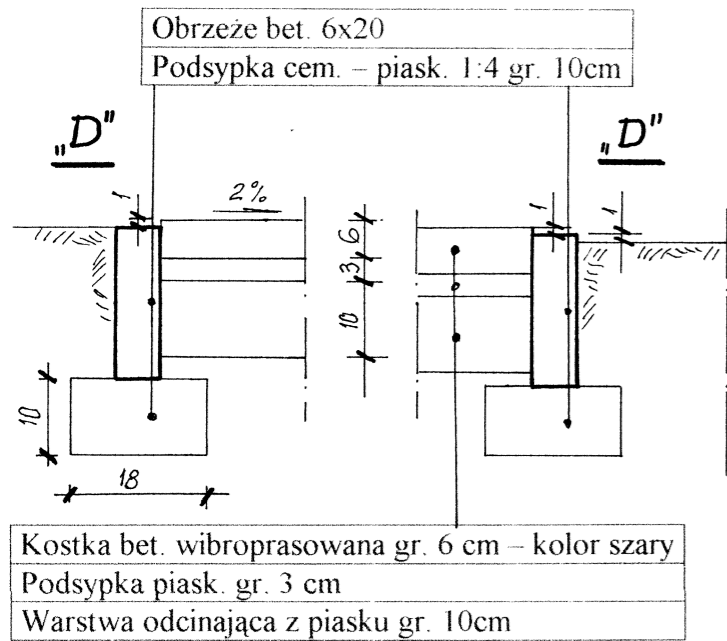 Obrzeże bet. 6x20
Podsypka cem. – piask. 1:4 gr. 10cm
„D"
„D"
1
2%
1
1
6
3
10
10
18
Kostka bet. wibroprasowana gr. 6 cm – kolor szary
Podsypka piask. gr. 3 cm
Warstwa odcinająca z piasku gr. 10cm